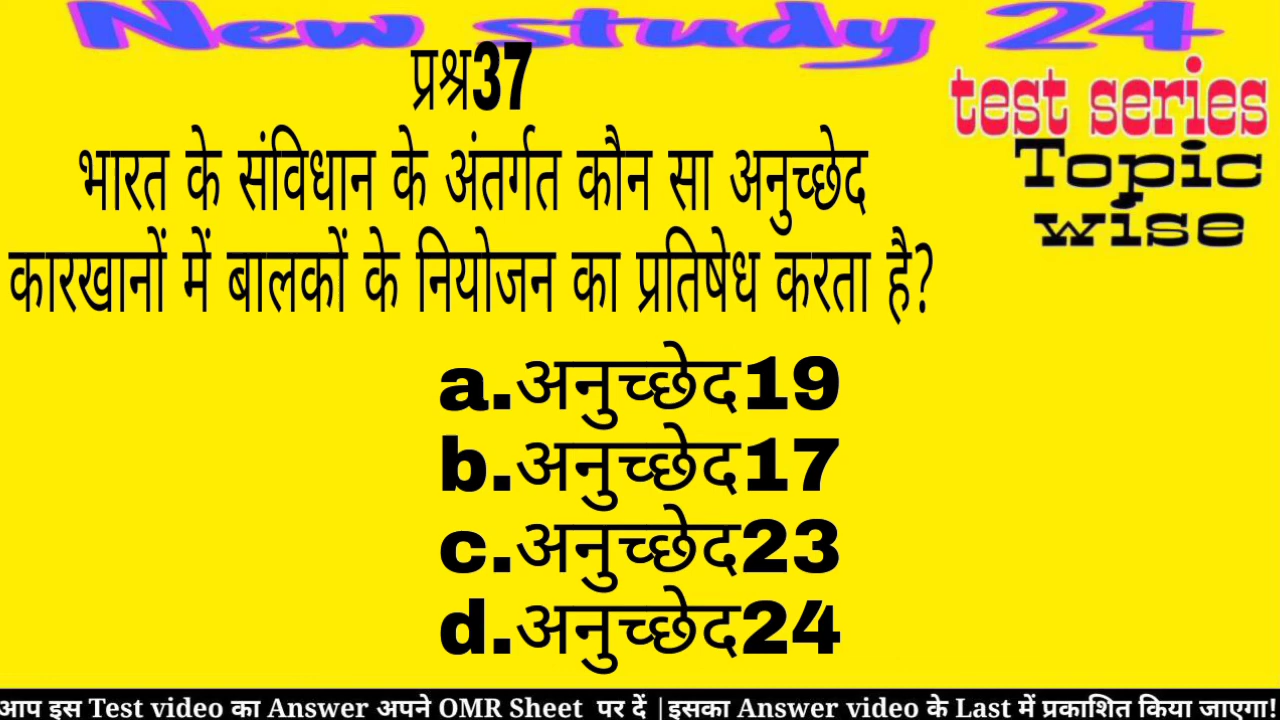 New study 24
प्रश्न37
test series
Topic
wise
भारत के संविधान के अंतर्गत कौन सा अनुच्छेद
कारखानों में बालकों के नियोजन का प्रतिषेध करता है?
a.अनुच्छेद19
b.अनुच्छेद17
c.अनुच्छेद23
d.अनुच्छेद24
आप इस Test video का Answer अपने OMR Sheet पर दें |इसका Answer video के Last में प्रकाशित किया जाएगा!